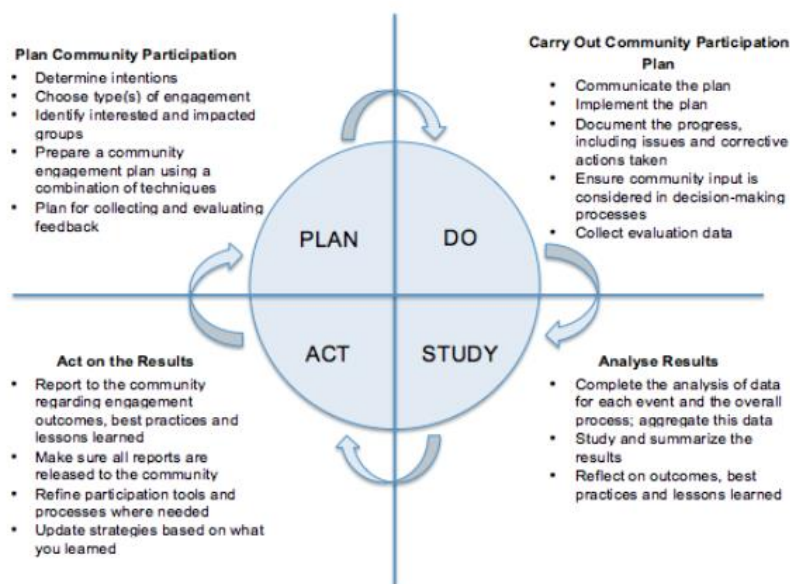 Plan Community Participation
• Determine intentions
• Choose type(s) of engagement
• Identify interested and impacted
groups
• Prepare a community
engagement plan using a
combination of techniques
• Plan for collecting and evaluating
feedback
Carry Out Community Participation
Plan
• Communicate the plan
• Implement the plan
• Document the progress,
including issues and corrective
actions taken
• Ensure community input is
considered in decision-making
processes
• Collect evaluation data
PLAN
DO
ACT
STUDY
Act on the Results
• Report to the community
regarding engagement
outcomes, best practices and
lessons learned
• Make sure all reports are
released to the community
• Refine participation tools and
processes where needed
• Update strategies based on what
you learned
Analyse Results
• Complete the analysis of data
for each event and the overall
process; aggregate this data
• Study and summarize the
results
• Reflect on outcomes, best
practices and lessons learned